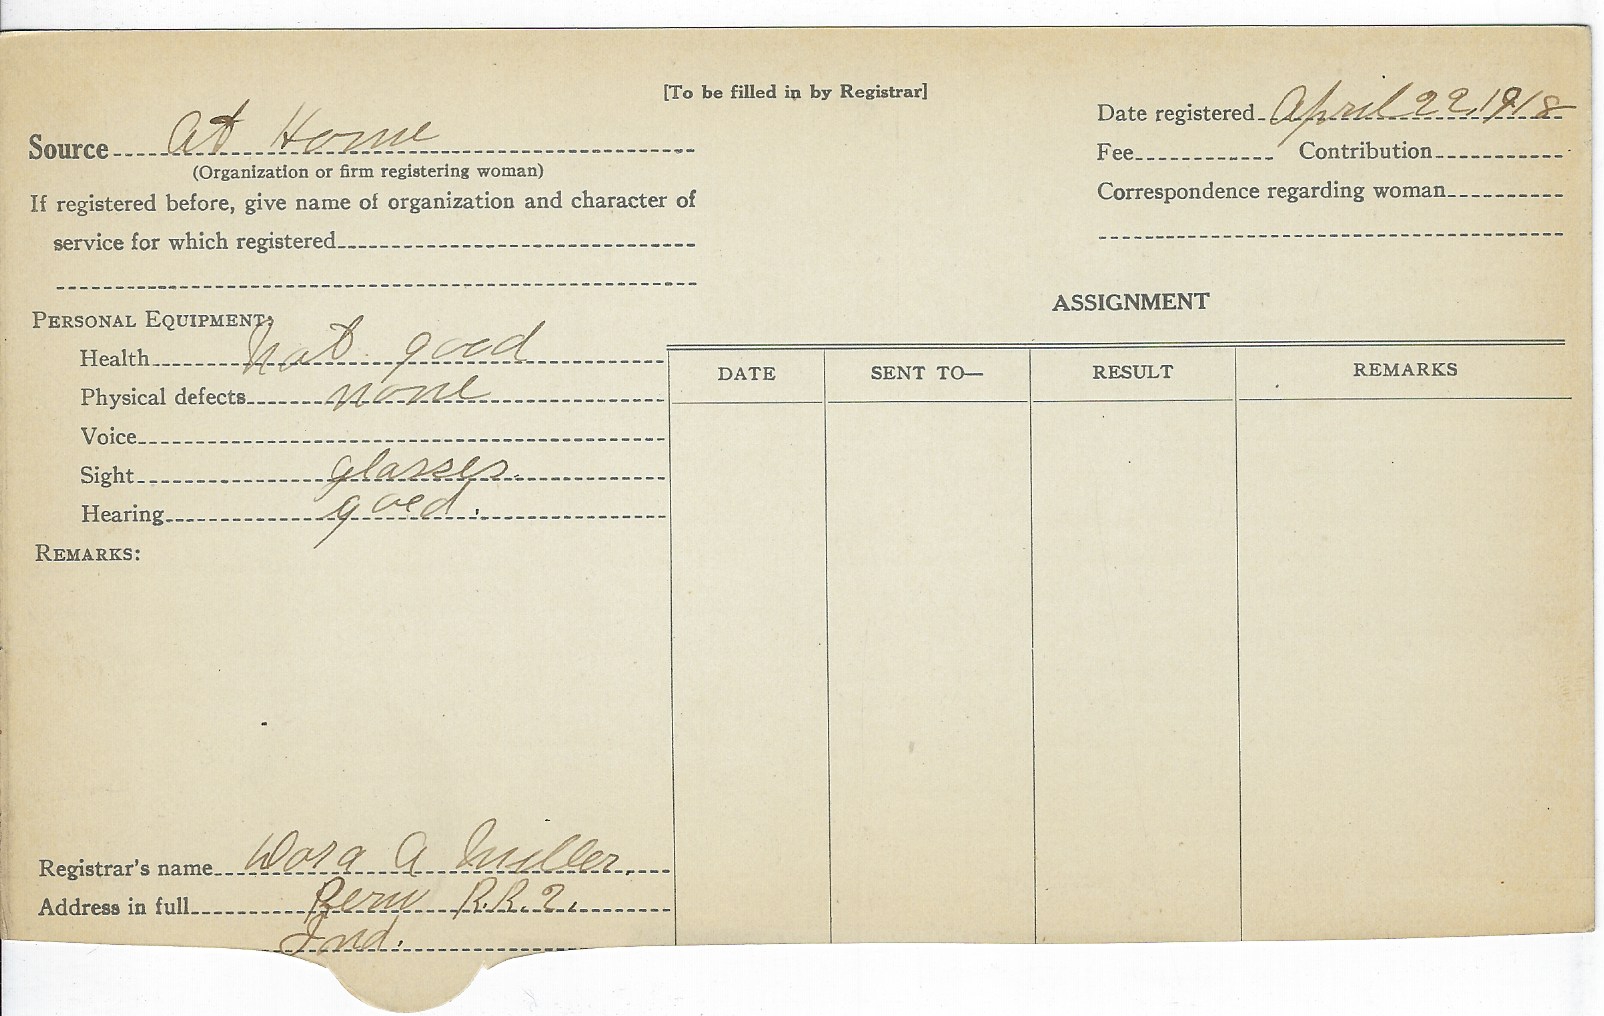 [To be filled in by Registrar]
Source At Home
(Organization or firm registering woman)
If registered before, give name of organization and character of
service for which registered
Date registered April 22 1918
Fee Contribution
Correspondence regarding woman
PERSONAL EQUIPMENT:
Health Not good
Physical defects none
Voice
Sight glasses.
Hearing good.
REMARKS:
ASSIGNMENT
DATE SENT TO— RESULT REMARKS
Registrar's name Dora A Miller,
Address in full Peru R.R.2.
Ind.